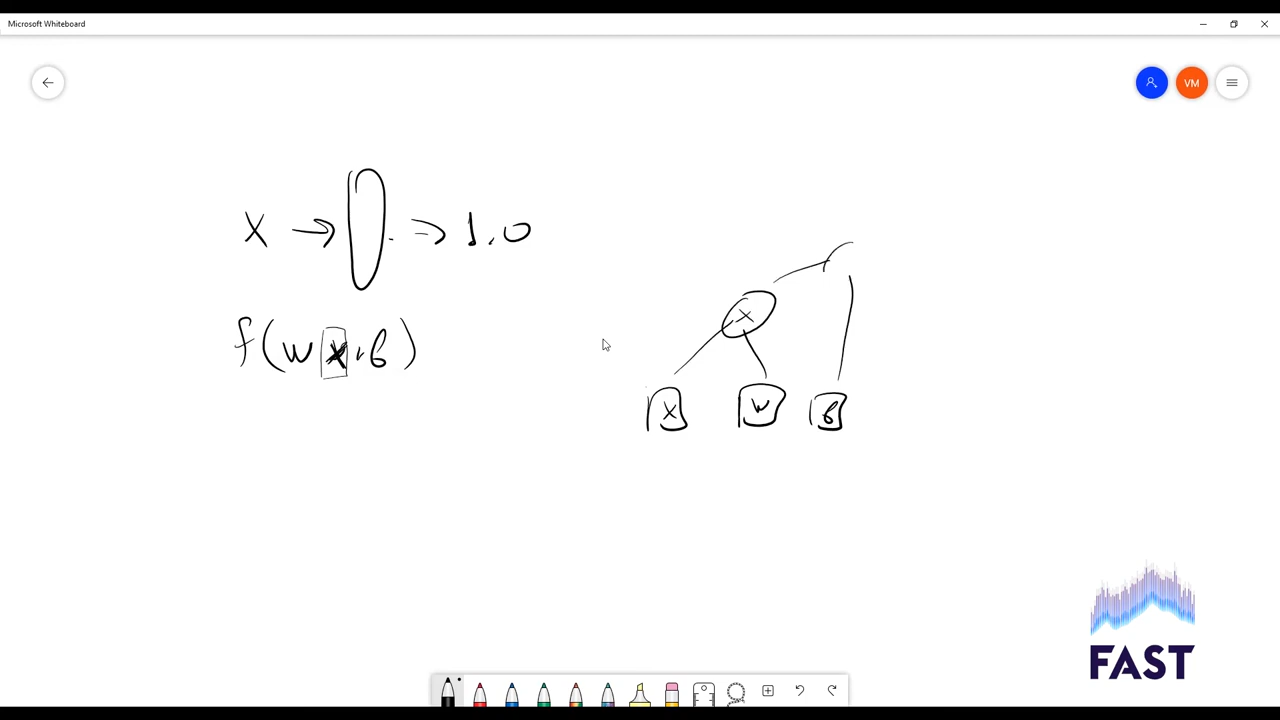 Microsoft Whiteboard
VM
X → ⇒ 1.0
f(wx+b)
x
x w b
FAST